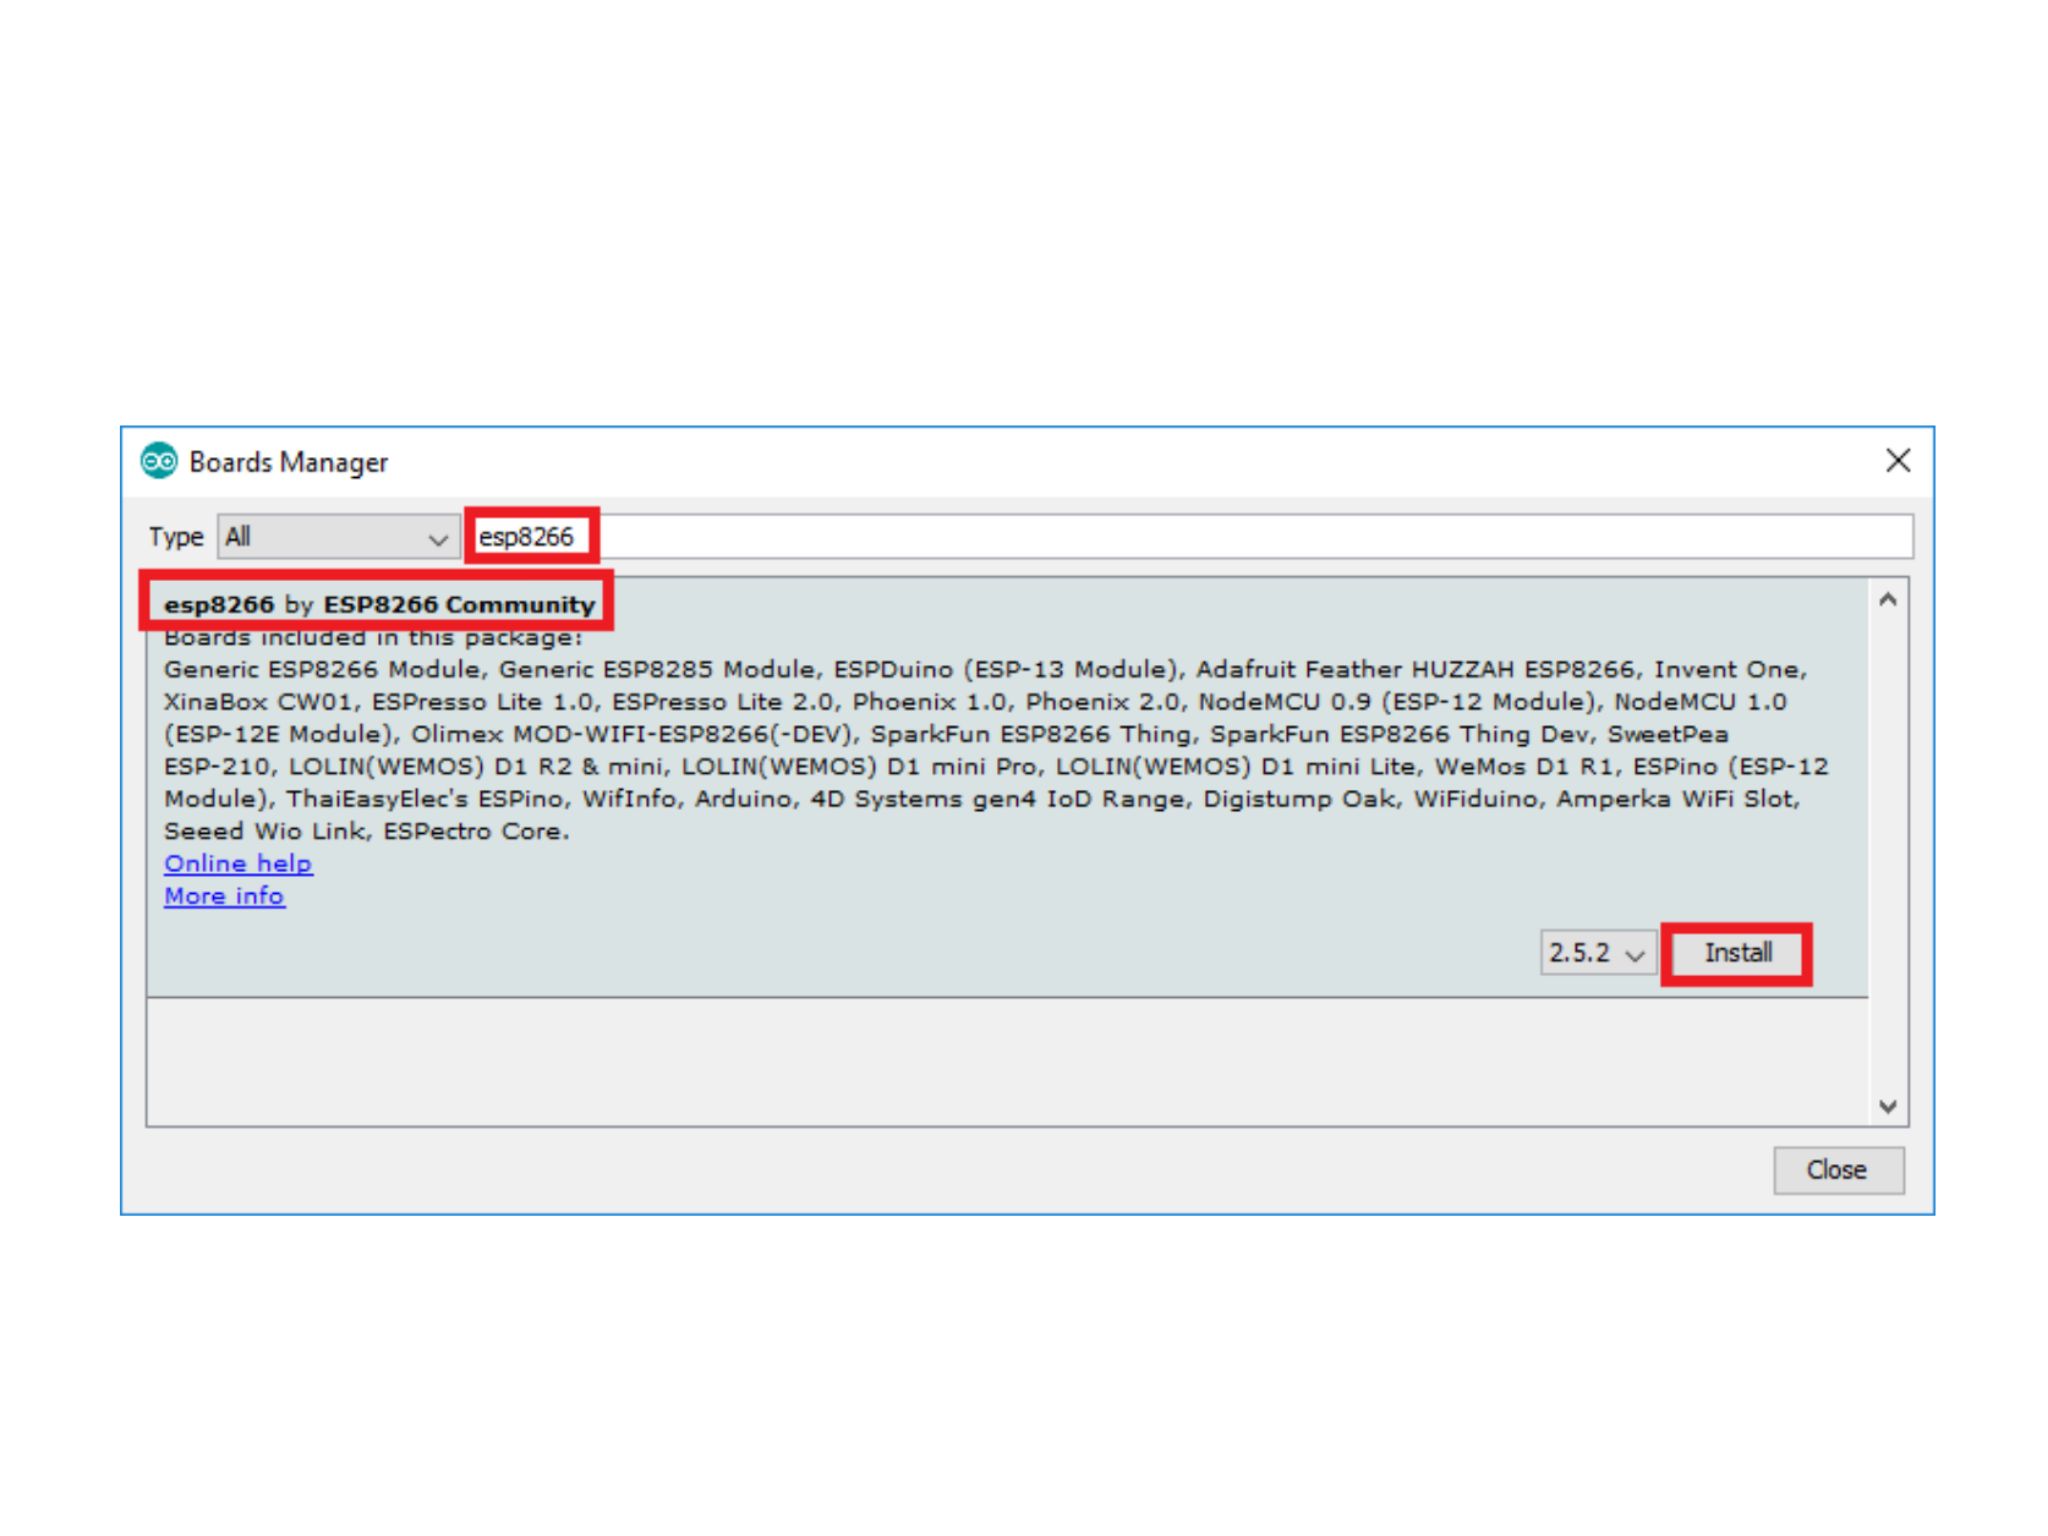 Boards Manager
Type All esp8266
esp8266 by ESP8266 Community
Boards included in this package:
Generic ESP8266 Module, Generic ESP8285 Module, ESPDuino (ESP-13 Module), Adafruit Feather HUZZAH ESP8266, Invent One,
XinaBox CW01, ESPresso Lite 1.0, ESPresso Lite 2.0, Phoenix 1.0, Phoenix 2.0, NodeMCU 0.9 (ESP-12 Module), NodeMCU 1.0
(ESP-12E Module), Olimex MOD-WIFI-ESP8266(-DEV), SparkFun ESP8266 Thing, SparkFun ESP8266 Thing Dev, SweetPea
ESP-210, LOLIN(WEMOS) D1 R2 & mini, LOLIN(WEMOS) D1 mini Pro, LOLIN(WEMOS) D1 mini Lite, WeMos D1 R1, ESPino (ESP-12
Module), ThaiEasyElec's ESPino, WifInfo, Arduino, 4D Systems gen4 IoD Range, Digistump Oak, WiFiduino, Amperka WiFi Slot,
Seeed Wio Link, ESPectro Core.
Online help
More info
2.5.2 Install
Close